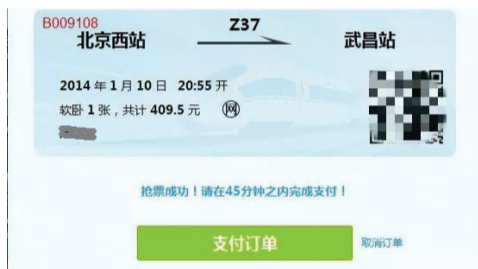 B009108
Z37
北京西站
武昌站
2014 年 1 月 10 日 20:55 开
软卧 1 张，共计 409.5 元 网
抢票成功！请在45分钟之内完成支付！
支付订单
取消订单